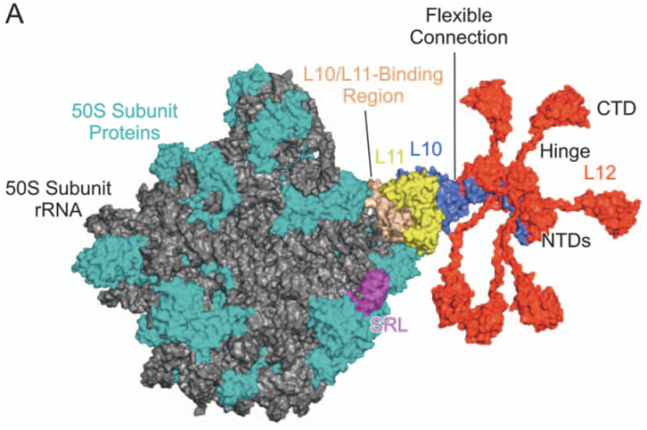 A
Flexible
Connection
L10/L11-Binding
Region
50S Subunit
Proteins
L11
L10
CTD
Hinge
L12
50S Subunit
rRNA
NTDs
SRL